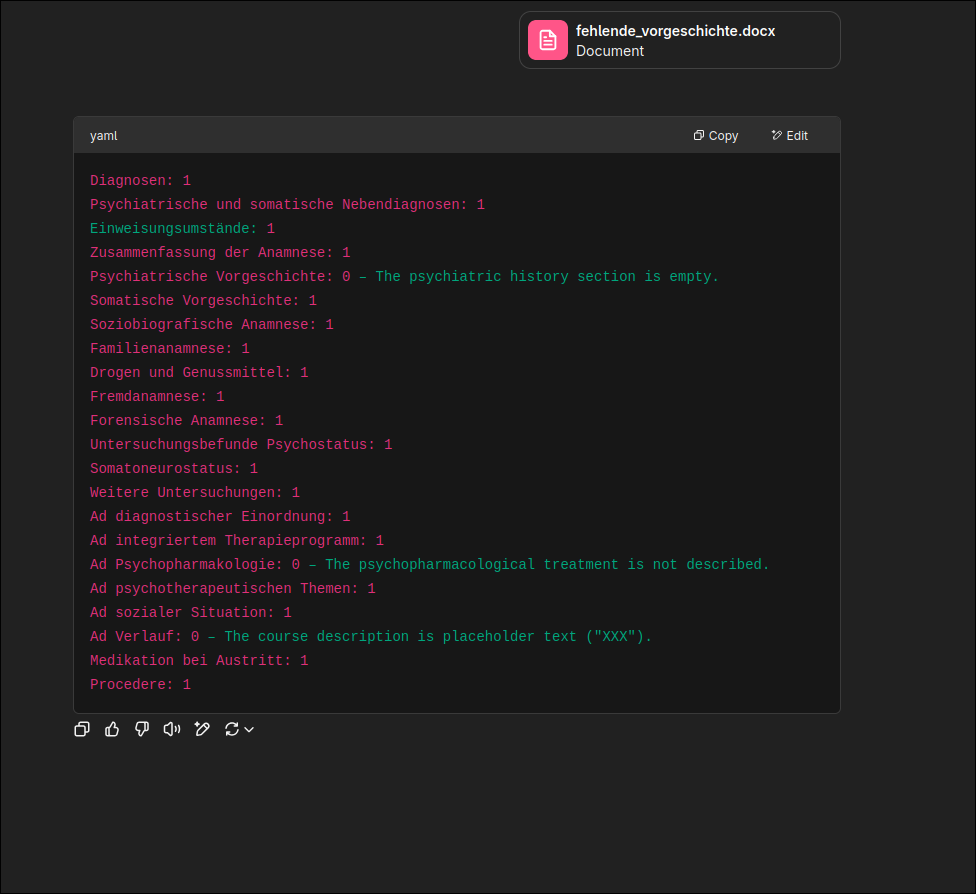 fehlende_vorgeschichte.docx
Document
yaml
Copy
Edit
Diagnosen: 1
Psychiatrische und somatische Nebendiagnosen: 1
Einweisungsumstände: 1
Zusammenfassung der Anamnese: 1
Psychiatrische Vorgeschichte: 0 – The psychiatric history section is empty.
Somatische Vorgeschichte: 1
Soziobiografische Anamnese: 1
Familienanamnese: 1
Drogen und Genussmittel: 1
Fremdanamnese: 1
Forensische Anamnese: 1
Untersuchungsbefunde Psychostatus: 1
Somatoneurostatus: 1
Weitere Untersuchungen: 1
Ad diagnostischer Einordnung: 1
Ad integriertem Therapieprogramm: 1
Ad Psychopharmakologie: 0 – The psychopharmacological treatment is not described.
Ad psychotherapeutischen Themen: 1
Ad sozialer Situation: 1
Ad Verlauf: 0 – The course description is placeholder text ("XXX").
Medikation bei Austritt: 1
Procedere: 1